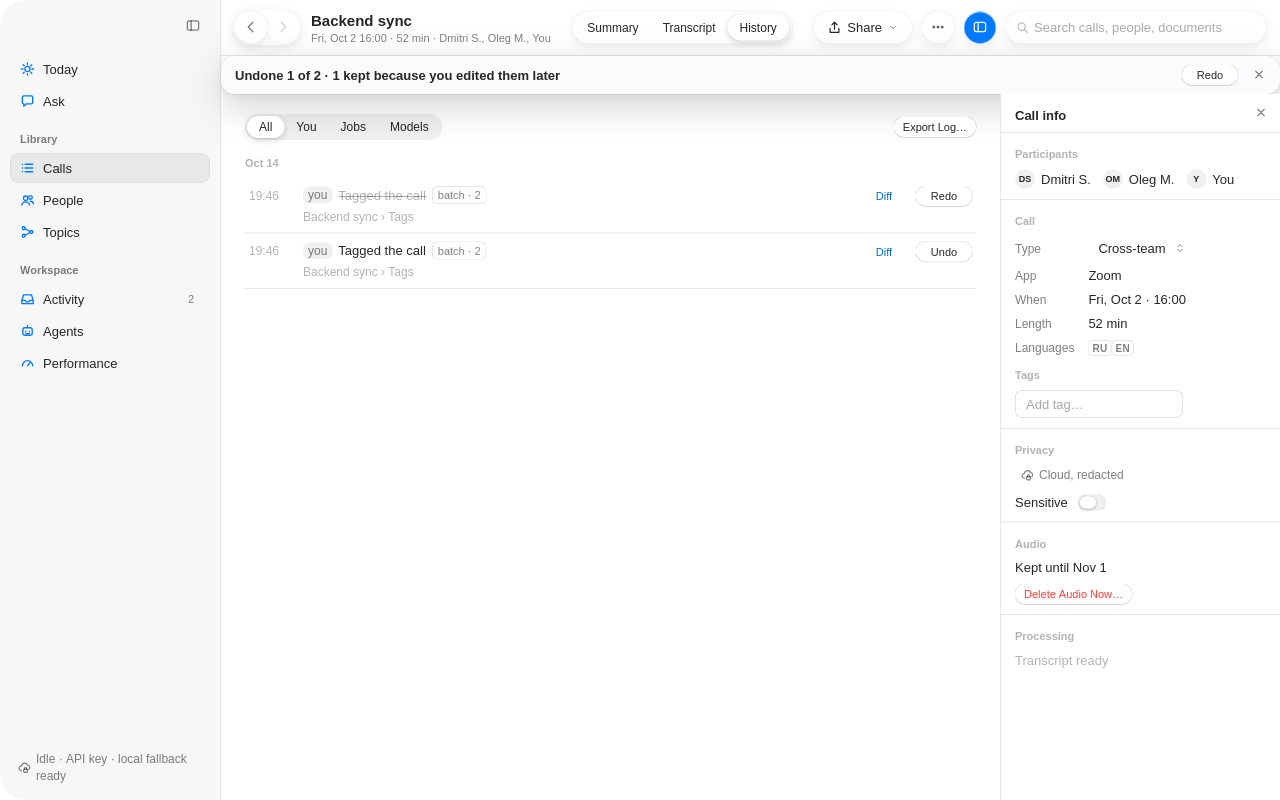 Today
Ask
Library
Calls
People
Topics
Workspace
Activity 2
Agents
Performance
Idle · API key · local fallback
ready
Backend sync
Fri, Oct 2 16:00 · 52 min · Dmitri S., Oleg M., You
Summary Transcript History
Share
Search calls, people, documents
Undone 1 of 2 · 1 kept because you edited them later
Redo
All You Jobs Models
Export Log…
Oct 14
19:46 you Tagged the call batch · 2 Diff Redo
Backend sync › Tags
19:46 you Tagged the call batch · 2 Diff Undo
Backend sync › Tags
Call info
Participants
DS Dmitri S. OM Oleg M. Y You
Call
Type Cross-team
App Zoom
When Fri, Oct 2 · 16:00
Length 52 min
Languages RU EN
Tags
Add tag…
Privacy
Cloud, redacted
Sensitive
Audio
Kept until Nov 1
Delete Audio Now…
Processing
Transcript ready